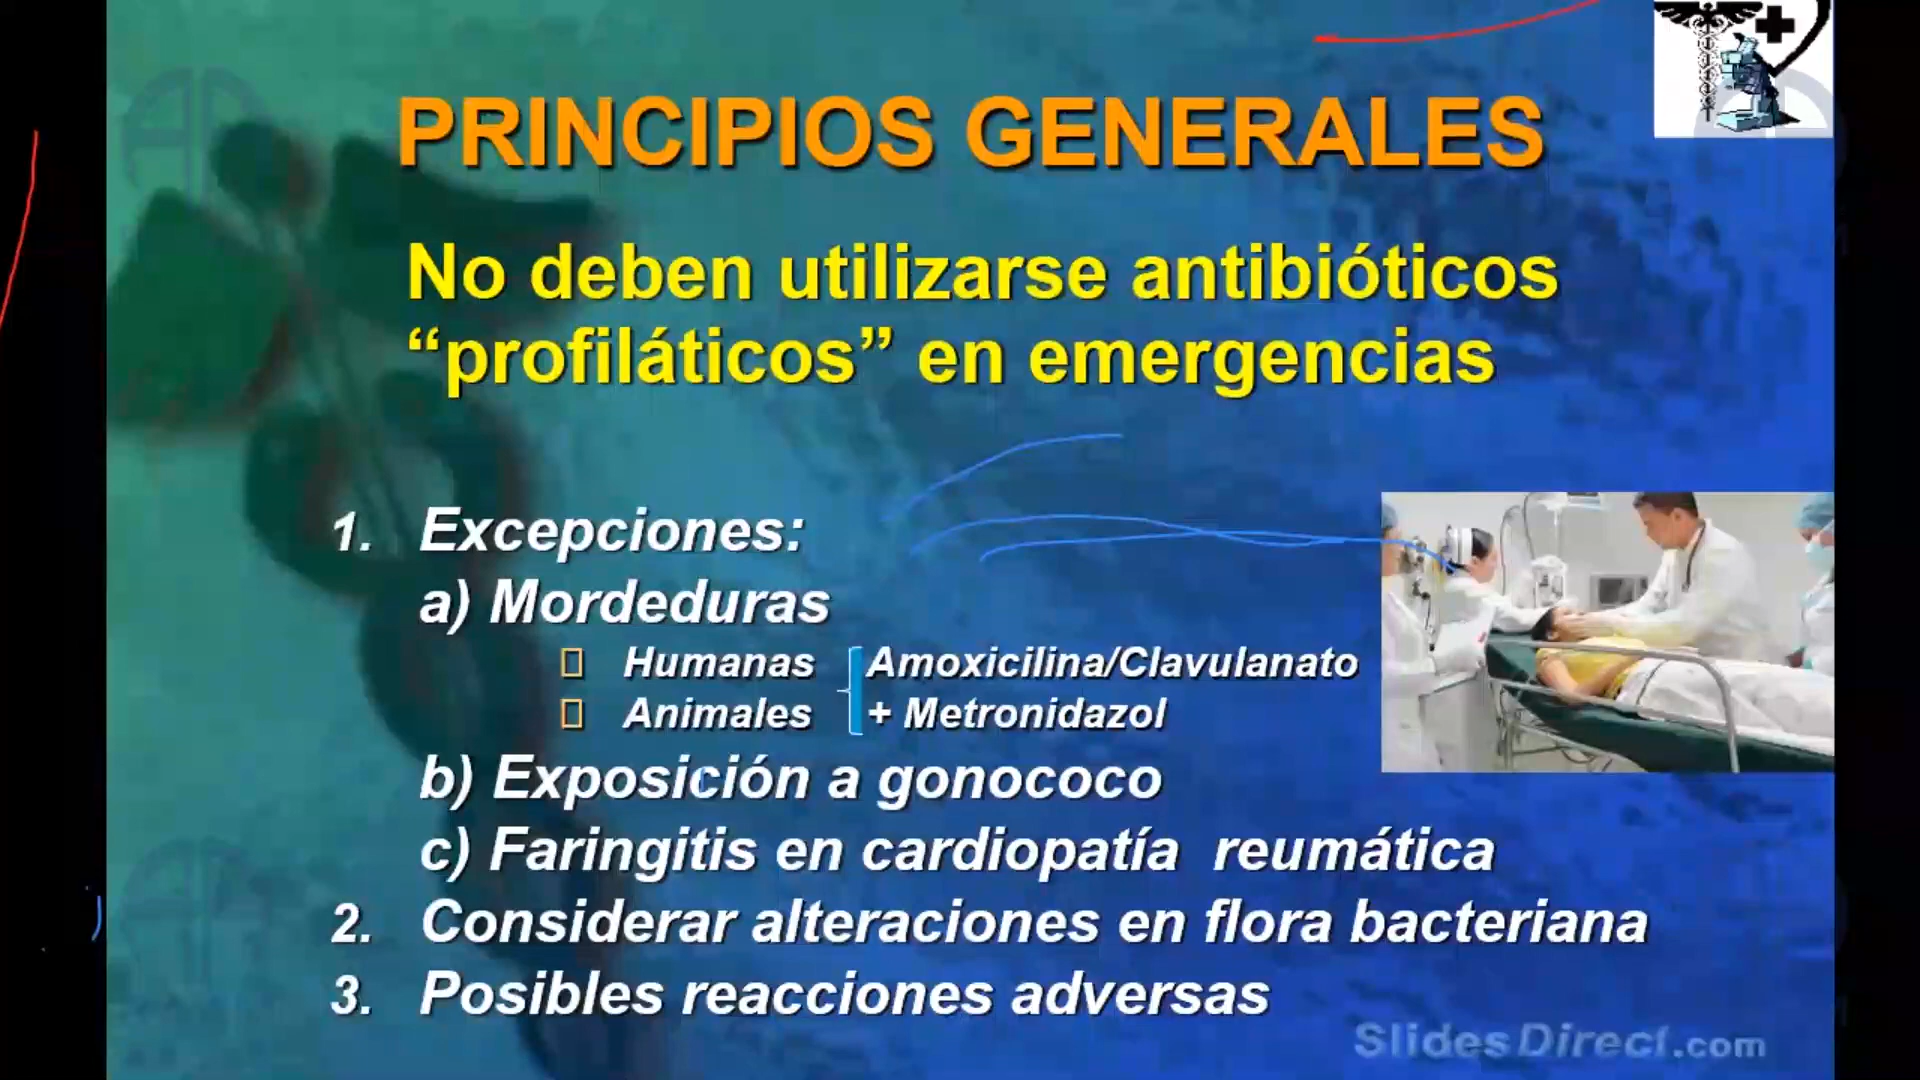 PRINCIPIOS GENERALES
No deben utilizarse antibióticos
“profiláticos” en emergencias
1. Excepciones:
a) Mordeduras
Humanas Amoxicilina/Clavulanato
Animales + Metronidazol
b) Exposición a gonococo
c) Faringitis en cardiopatía reumática
2. Considerar alteraciones en flora bacteriana
3. Posibles reacciones adversas
SlidesDirect.com